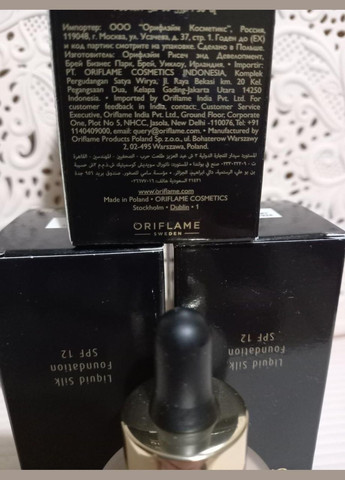 Импортер: ООО "Орифлэйм Косметикс", Россия,
119048, г. Москва, ул. Усачева, д.37, стр. 1. Годен до (EX)
и код партии: смотрите на упаковке. Сделано в Польше.
Изготовитель: Орифлэйм Рисеч энд Девелопмент,
Брей Бизнес Парк, Брей, Уиклоу, Ирландия. • Importir:
PT. ORIFLAME COSMETICS INDONESIA, Komplek
Pergudangan Satya Wirya, Jl. Raya Bekasi km. 20 Kel.
Pegangsaan Dua, Kelapa Gading-Jakarta Utara 14250
Indonesia. • Imported by Oriflame India Pvt. Ltd. For
customer feedback in India, contact: Customer Service
Executive, Oriflame India Pvt. Ltd., Ground Floor, Corporate
One, Plot No 5, NHCC, Jasola, New Delhi -110076, Tel: +91
1140409000, email: query@oriflame.com. • Manufactured by
Oriflame Products Poland Sp. z.o.o, ul. Bohaterow Warszawy
2, 02-495 Warszawa, Poland.
www.oriflame.com
Made in Poland • ORIFLAME COSMETICS
Stockholm • Dublin • 1
ORIFLAME
SWEDEN
Liquid Silk
Foundation
SPF 12
Liquid Silk
Foundation
SPF 12